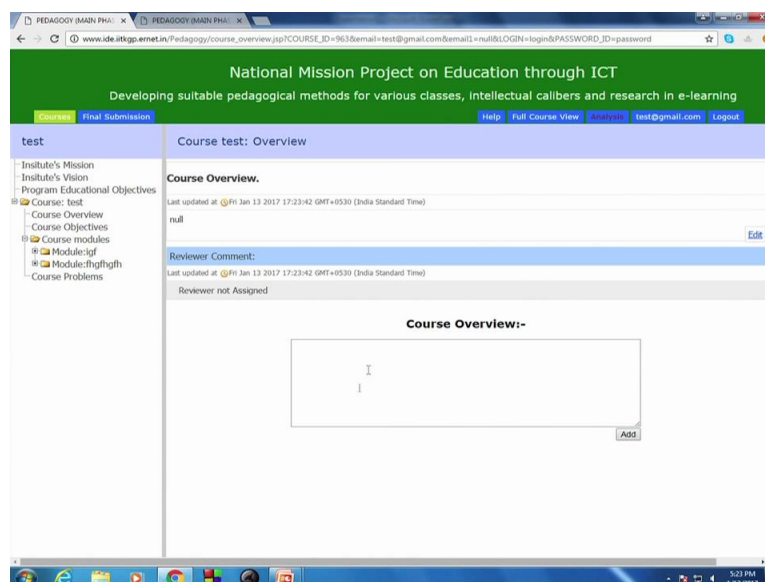 PEDAGOGY (MAIN PHAS
PEDAGOGY (MAIN PHAS
www.ide.iitkgp.ernet.in/Pedagogy/course_overview.jsp?COURSE_ID=963&email=test@gmail.com&email1=null&LOGIN=login&PASSWORD_ID=password
National Mission Project on Education through ICT
Developing suitable pedagogical methods for various classes, intellectual calibers and research in e-learning
Courses Final Submission Help Full Course View Analysis test@gmail.com Logout
test
Course test: Overview
Insitute's Mission
Insitute's Vision
Program Educational Objectives
Course: test
Course Overview
Course Objectives
Course modules
Module:igf
Module:fhgfhgfh
Course Problems
Course Overview.
Last updated at Fri Jan 13 2017 17:23:42 GMT+0530 (India Standard Time)
null
Edit
Reviewer Comment:
Last updated at Fri Jan 13 2017 17:23:42 GMT+0530 (India Standard Time)
Reviewer not Assigned
Course Overview:-
Add
5:23 PM